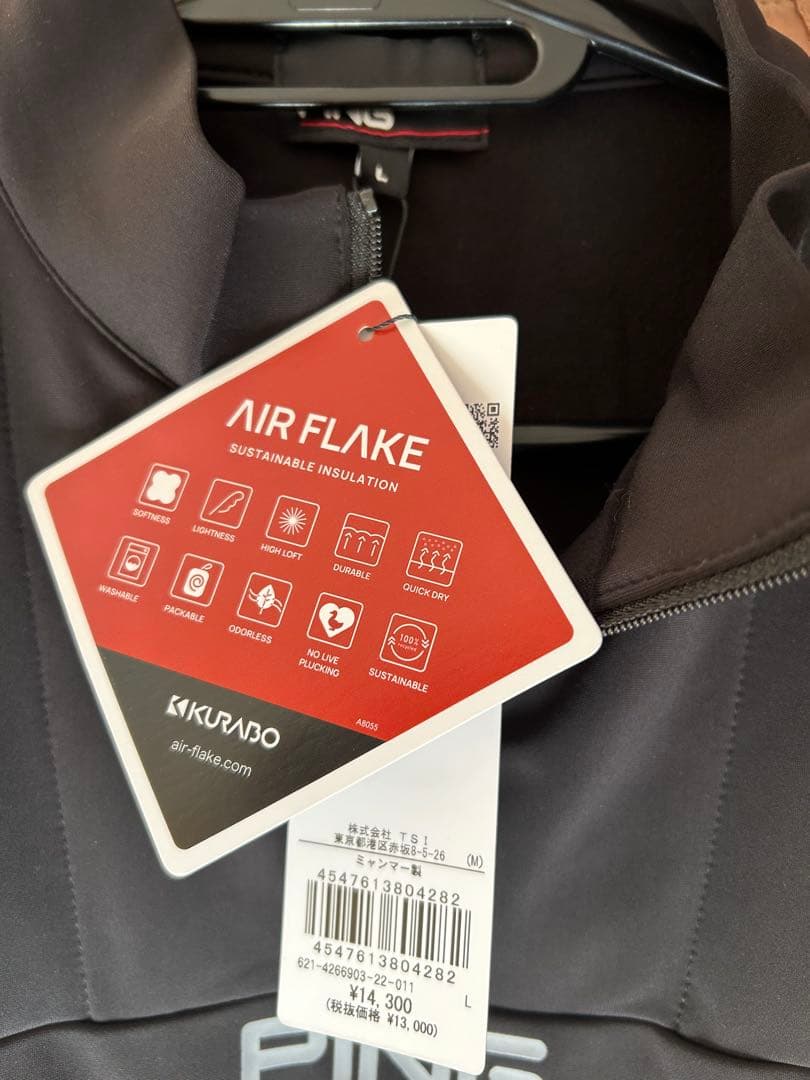 PING
L
AIR FLAKE
SUSTAINABLE INSULATION
SOFTNESS
LIGHTNESS
HIGH LOFT
DURABLE
QUICK DRY
WASHABLE
PACKABLE
ODORLESS
NO LIVE
PLUCKING
100%
recycled
SUSTAINABLE
KURABO
A8055
air-flake.com
株式会社 TSI
東京都港区赤坂8-5-26 (M)
ミャンマー製
4547613804282
4547613804282
621-4266903-22-011
¥14,300 L
(税抜価格 ¥13,000)
PING